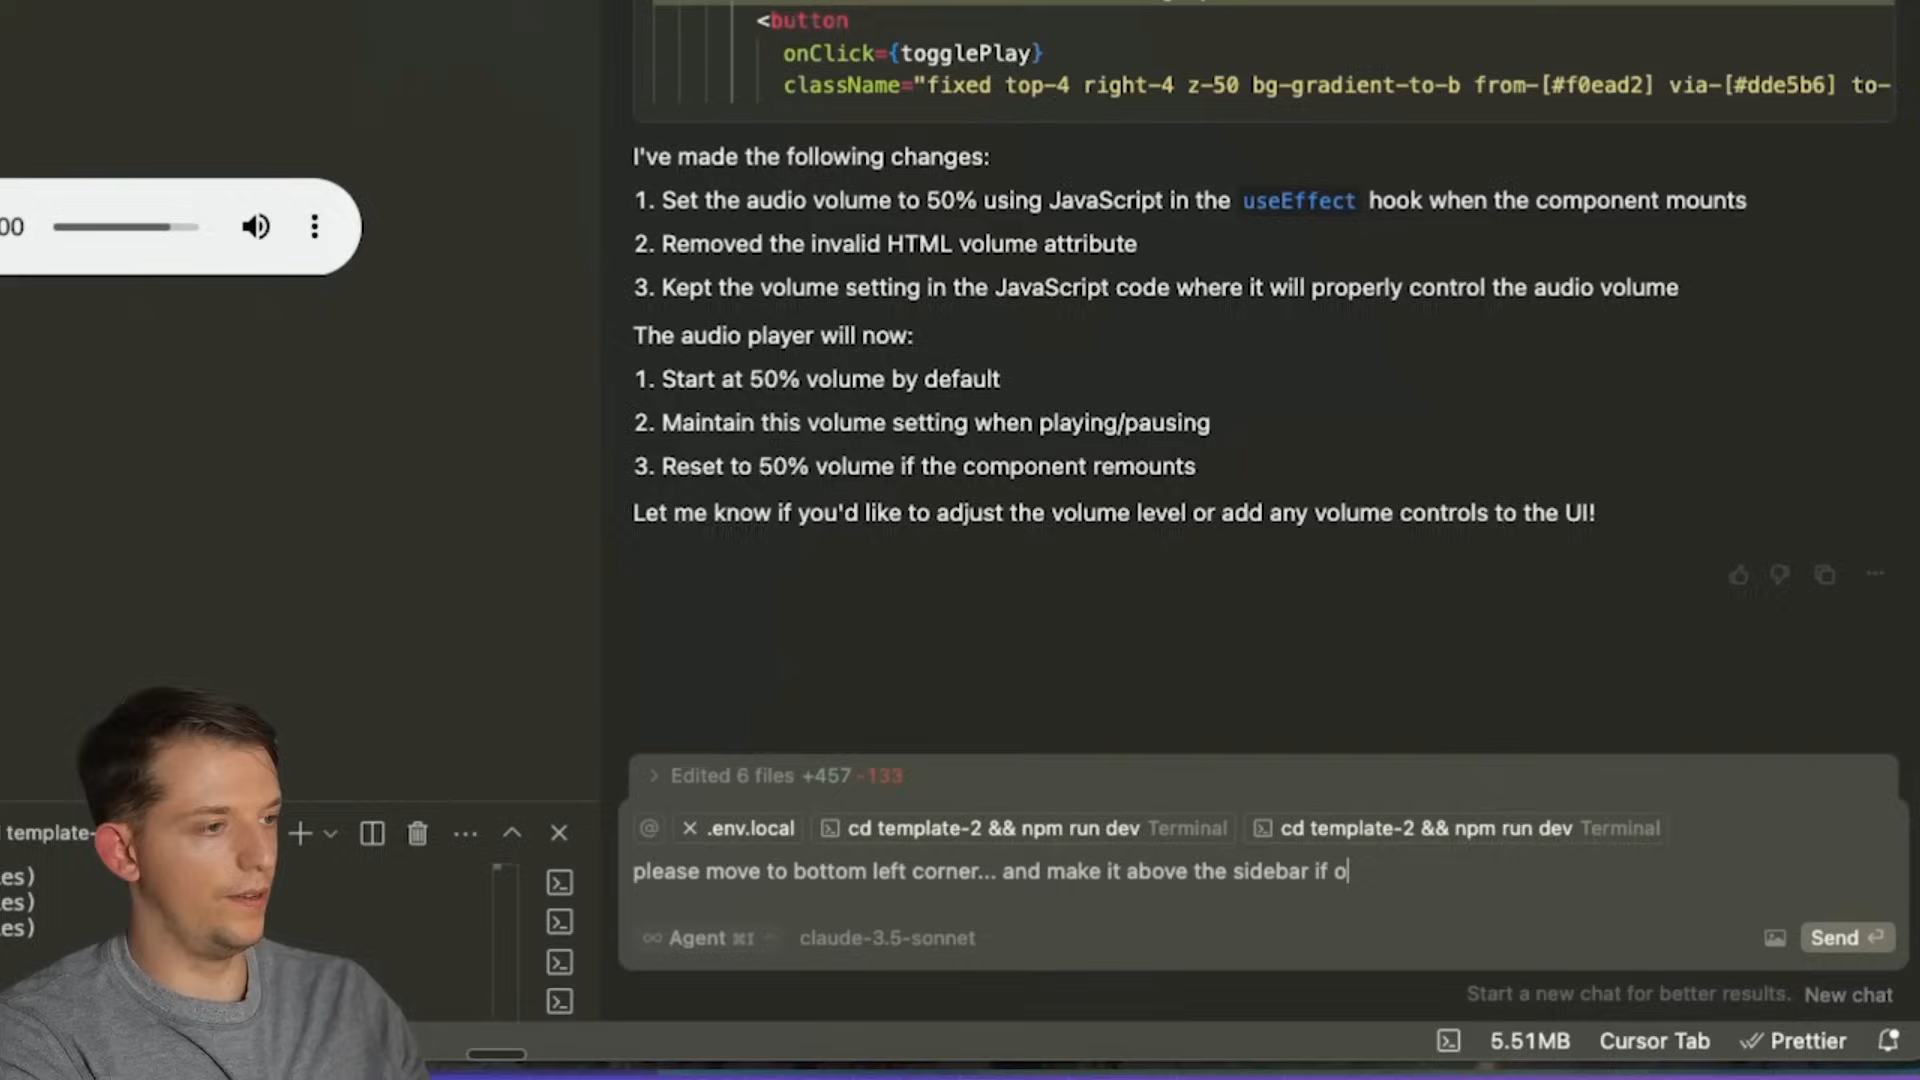 <button
onClick={togglePlay}
className="fixed top-4 right-4 z-50 bg-gradient-to-b from-[#f0ead2] via-[#dde5b6] to-
I've made the following changes:
1. Set the audio volume to 50% using JavaScript in the useEffect hook when the component mounts
2. Removed the invalid HTML volume attribute
3. Kept the volume setting in the JavaScript code where it will properly control the audio volume
The audio player will now:
1. Start at 50% volume by default
2. Maintain this volume setting when playing/pausing
3. Reset to 50% volume if the component remounts
Let me know if you'd like to adjust the volume level or add any volume controls to the UI!
00
Edited 6 files +457 -133
@ × .env.local cd template-2 && npm run dev Terminal cd template-2 && npm run dev Terminal
please move to bottom left corner... and make it above the sidebar if o
∞ Agent ⌘I claude-3.5-sonnet Send
Start a new chat for better results. New chat
template-
es)
es)
es)
5.51MB Cursor Tab Prettier